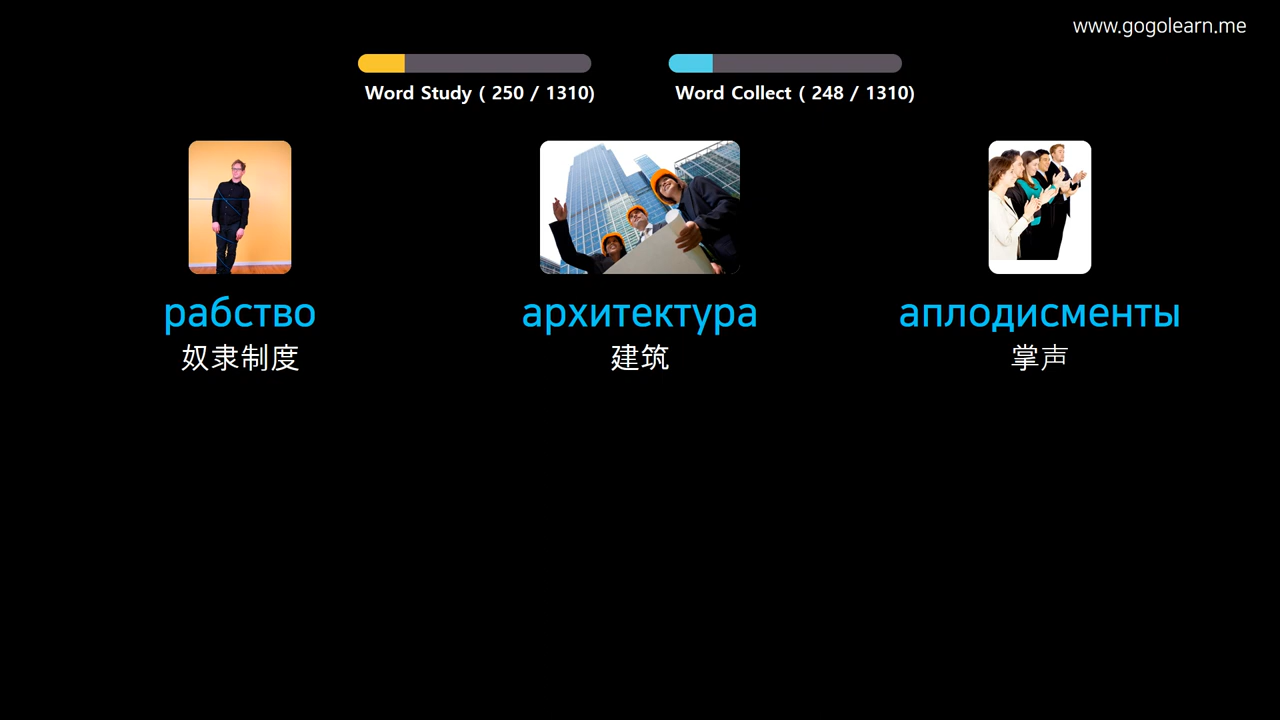 www.gogolearn.me
Word Study ( 250 / 1310)
Word Collect ( 248 / 1310)
рабство
архитектура
аплодисменты
奴隶制度
建筑
掌声